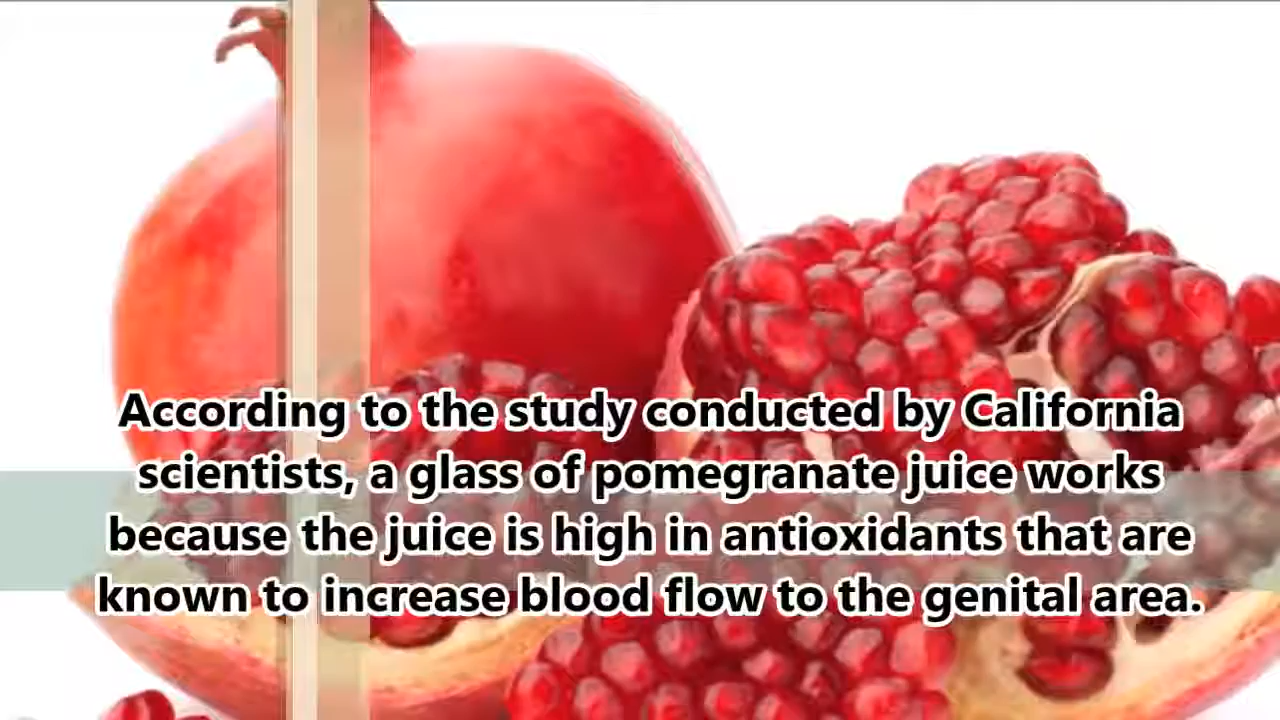 According to the study conducted by California
scientists, a glass of pomegranate juice works
because the juice is high in antioxidants that are
known to increase blood flow to the genital area.